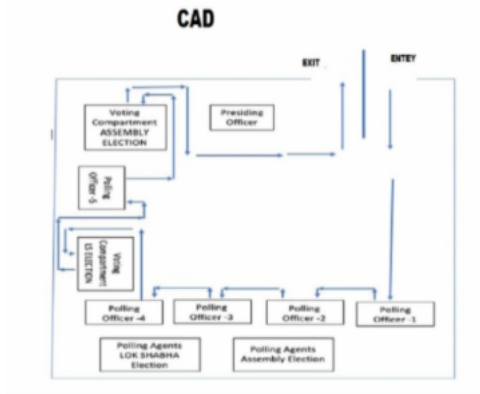 CAD
EXIT
ENTEY
Voting
Compartment
ASSEMBLY
ELECTION
Presiding
Officer
Polling
Officer -5
Voting
Compartment
LS ELECTION
Polling
Officer -4
Polling
Officer -3
Polling
Officer -2
Polling
Officer -1
Polling Agents
LOK SHABHA
Election
Polling Agents
Assembly Election